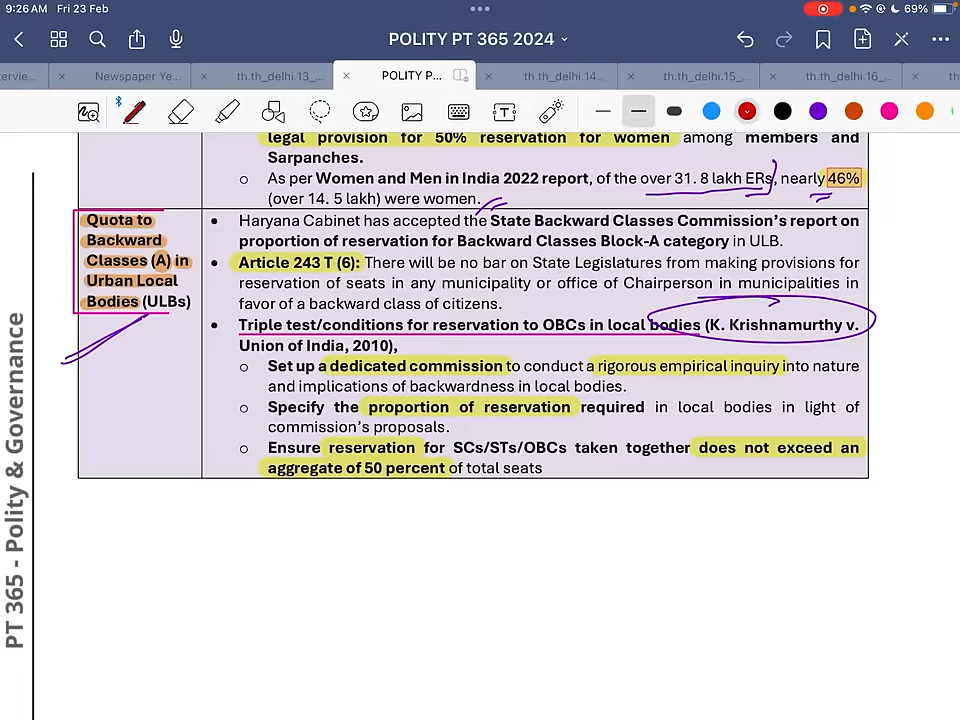 9:26 AM Fri 23 Feb
69%
POLITY PT 365 2024
tervie...
Newspaper Ye...
th.th_delhi.13_...
POLITY P...
th.th_delhi.14...
th.th_delhi.15_...
th.th_delhi.16_...
th
legal provision for 50% reservation for women among members and
Sarpanches.
o As per Women and Men in India 2022 report, of the over 31. 8 lakh ERs, nearly 46%
(over 14. 5 lakh) were women.
Quota to
Backward
Classes (A) in
Urban Local
Bodies (ULBs)
• Haryana Cabinet has accepted the State Backward Classes Commission's report on
proportion of reservation for Backward Classes Block-A category in ULB.
• Article 243 T (6): There will be no bar on State Legislatures from making provisions for
reservation of seats in any municipality or office of Chairperson in municipalities in
favor of a backward class of citizens.
• Triple test/conditions for reservation to OBCs in local bodies (K. Krishnamurthy v.
Union of India, 2010),
o Set up a dedicated commission to conduct a rigorous empirical inquiry into nature
and implications of backwardness in local bodies.
o Specify the proportion of reservation required in local bodies in light of
commission's proposals.
o Ensure reservation for SCs/STs/OBCs taken together does not exceed an
aggregate of 50 percent of total seats
PT 365 - Polity & Governance